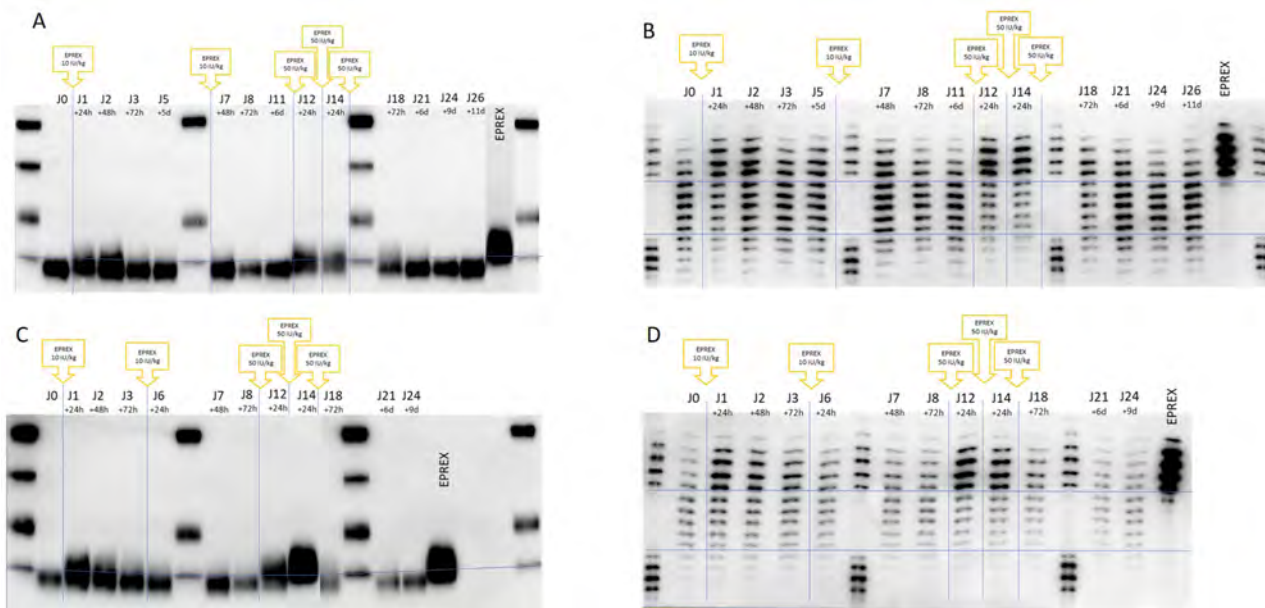 A
EPREX
10 IU/kg
EPREX
10 IU/kg
EPREX
50 IU/kg
EPREX
50 IU/kg
EPREX
50 IU/kg
J0 J1 J2 J3 J5 J7 J8 J11 J12 J14 J18 J21 J24 J26
+24h +48h +72h +5d +48h +72h +6d +24h +24h +72h +6d +9d +11d
EPREX
B
EPREX
10 IU/kg
EPREX
10 IU/kg
EPREX
50 IU/kg
EPREX
50 IU/kg
EPREX
50 IU/kg
J0 J1 J2 J3 J5 J7 J8 J11 J12 J14 J18 J21 J24 J26
+24h +48h +72h +5d +48h +72h +6d +24h +24h +72h +6d +9d +11d
EPREX
C
EPREX
10 IU/kg
EPREX
10 IU/kg
EPREX
50 IU/kg
EPREX
50 IU/kg
EPREX
50 IU/kg
J0 J1 J2 J3 J6 J7 J8 J12 J14 J18 J21 J24
+24h +48h +72h +24h +48h +72h +24h +24h +72h +6d +9d
EPREX
D
EPREX
10 IU/kg
EPREX
10 IU/kg
EPREX
50 IU/kg
EPREX
50 IU/kg
EPREX
50 IU/kg
J0 J1 J2 J3 J6 J7 J8 J12 J14 J18 J21 J24
+24h +48h +72h +24h +48h +72h +24h +24h +72h +6d +9d
EPREX